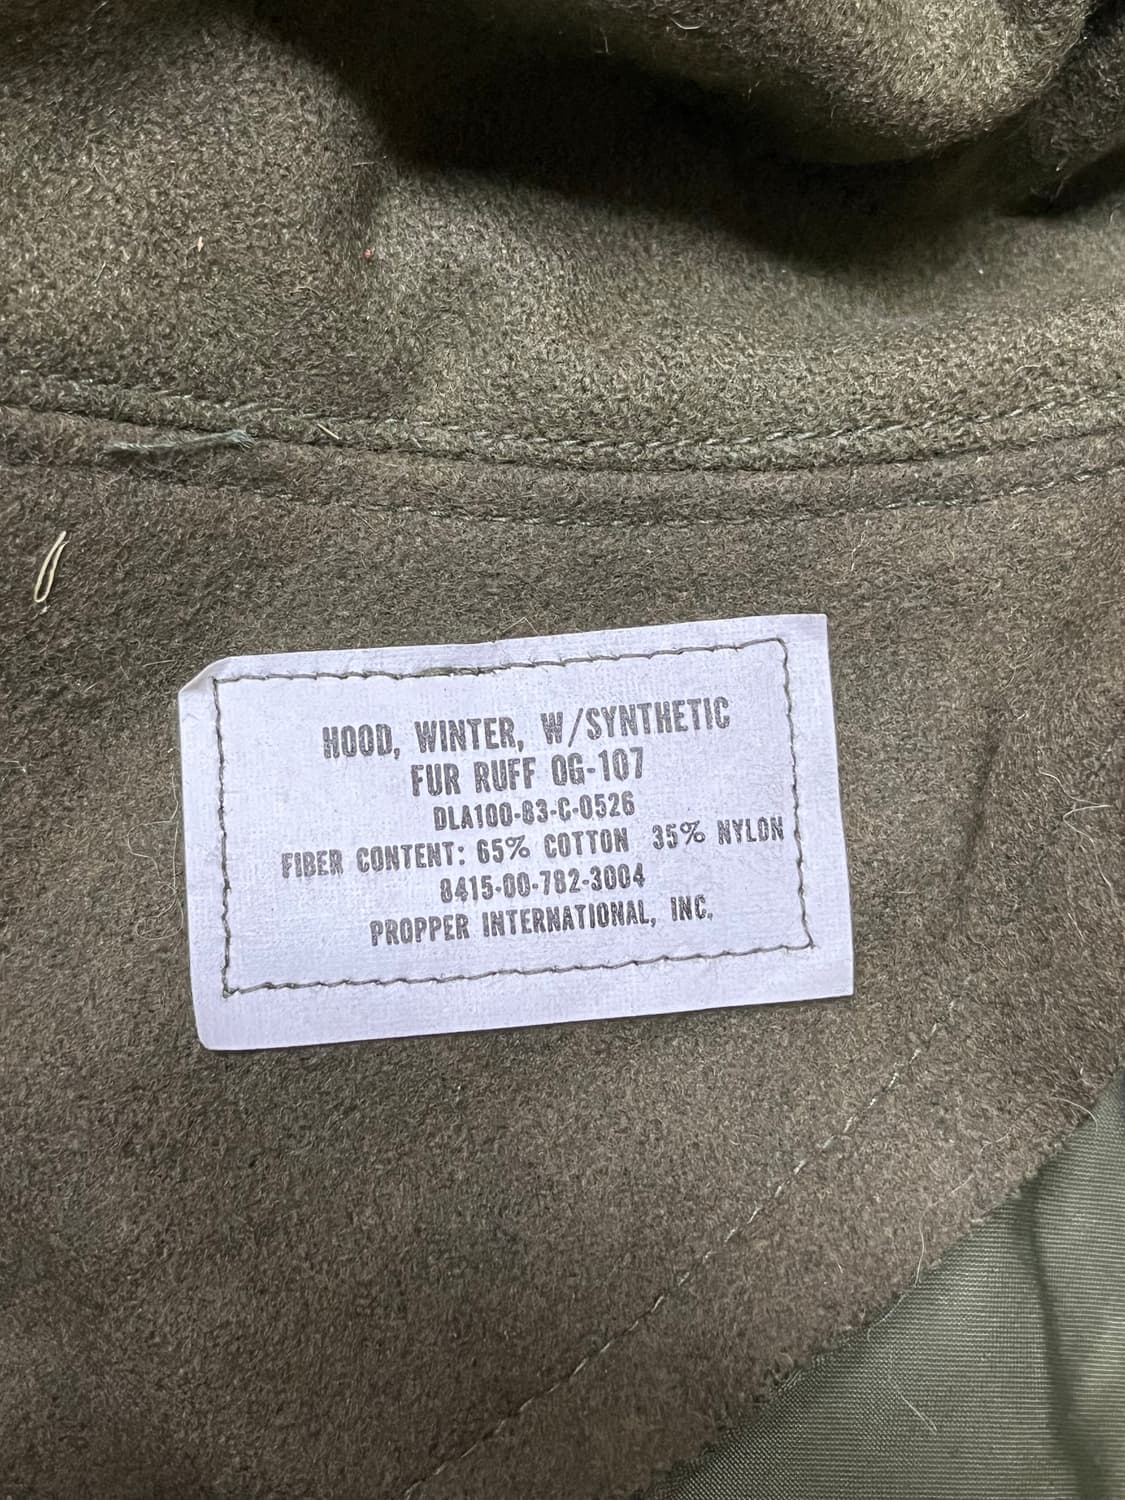 HOOD, WINTER, W/SYNTHETIC
FUR RUFF OG-107
DLA100-83-C-0526
FIBER CONTENT: 65% COTTON 35% NYLON
8415-00-782-3004
PROPPER INTERNATIONAL, INC.